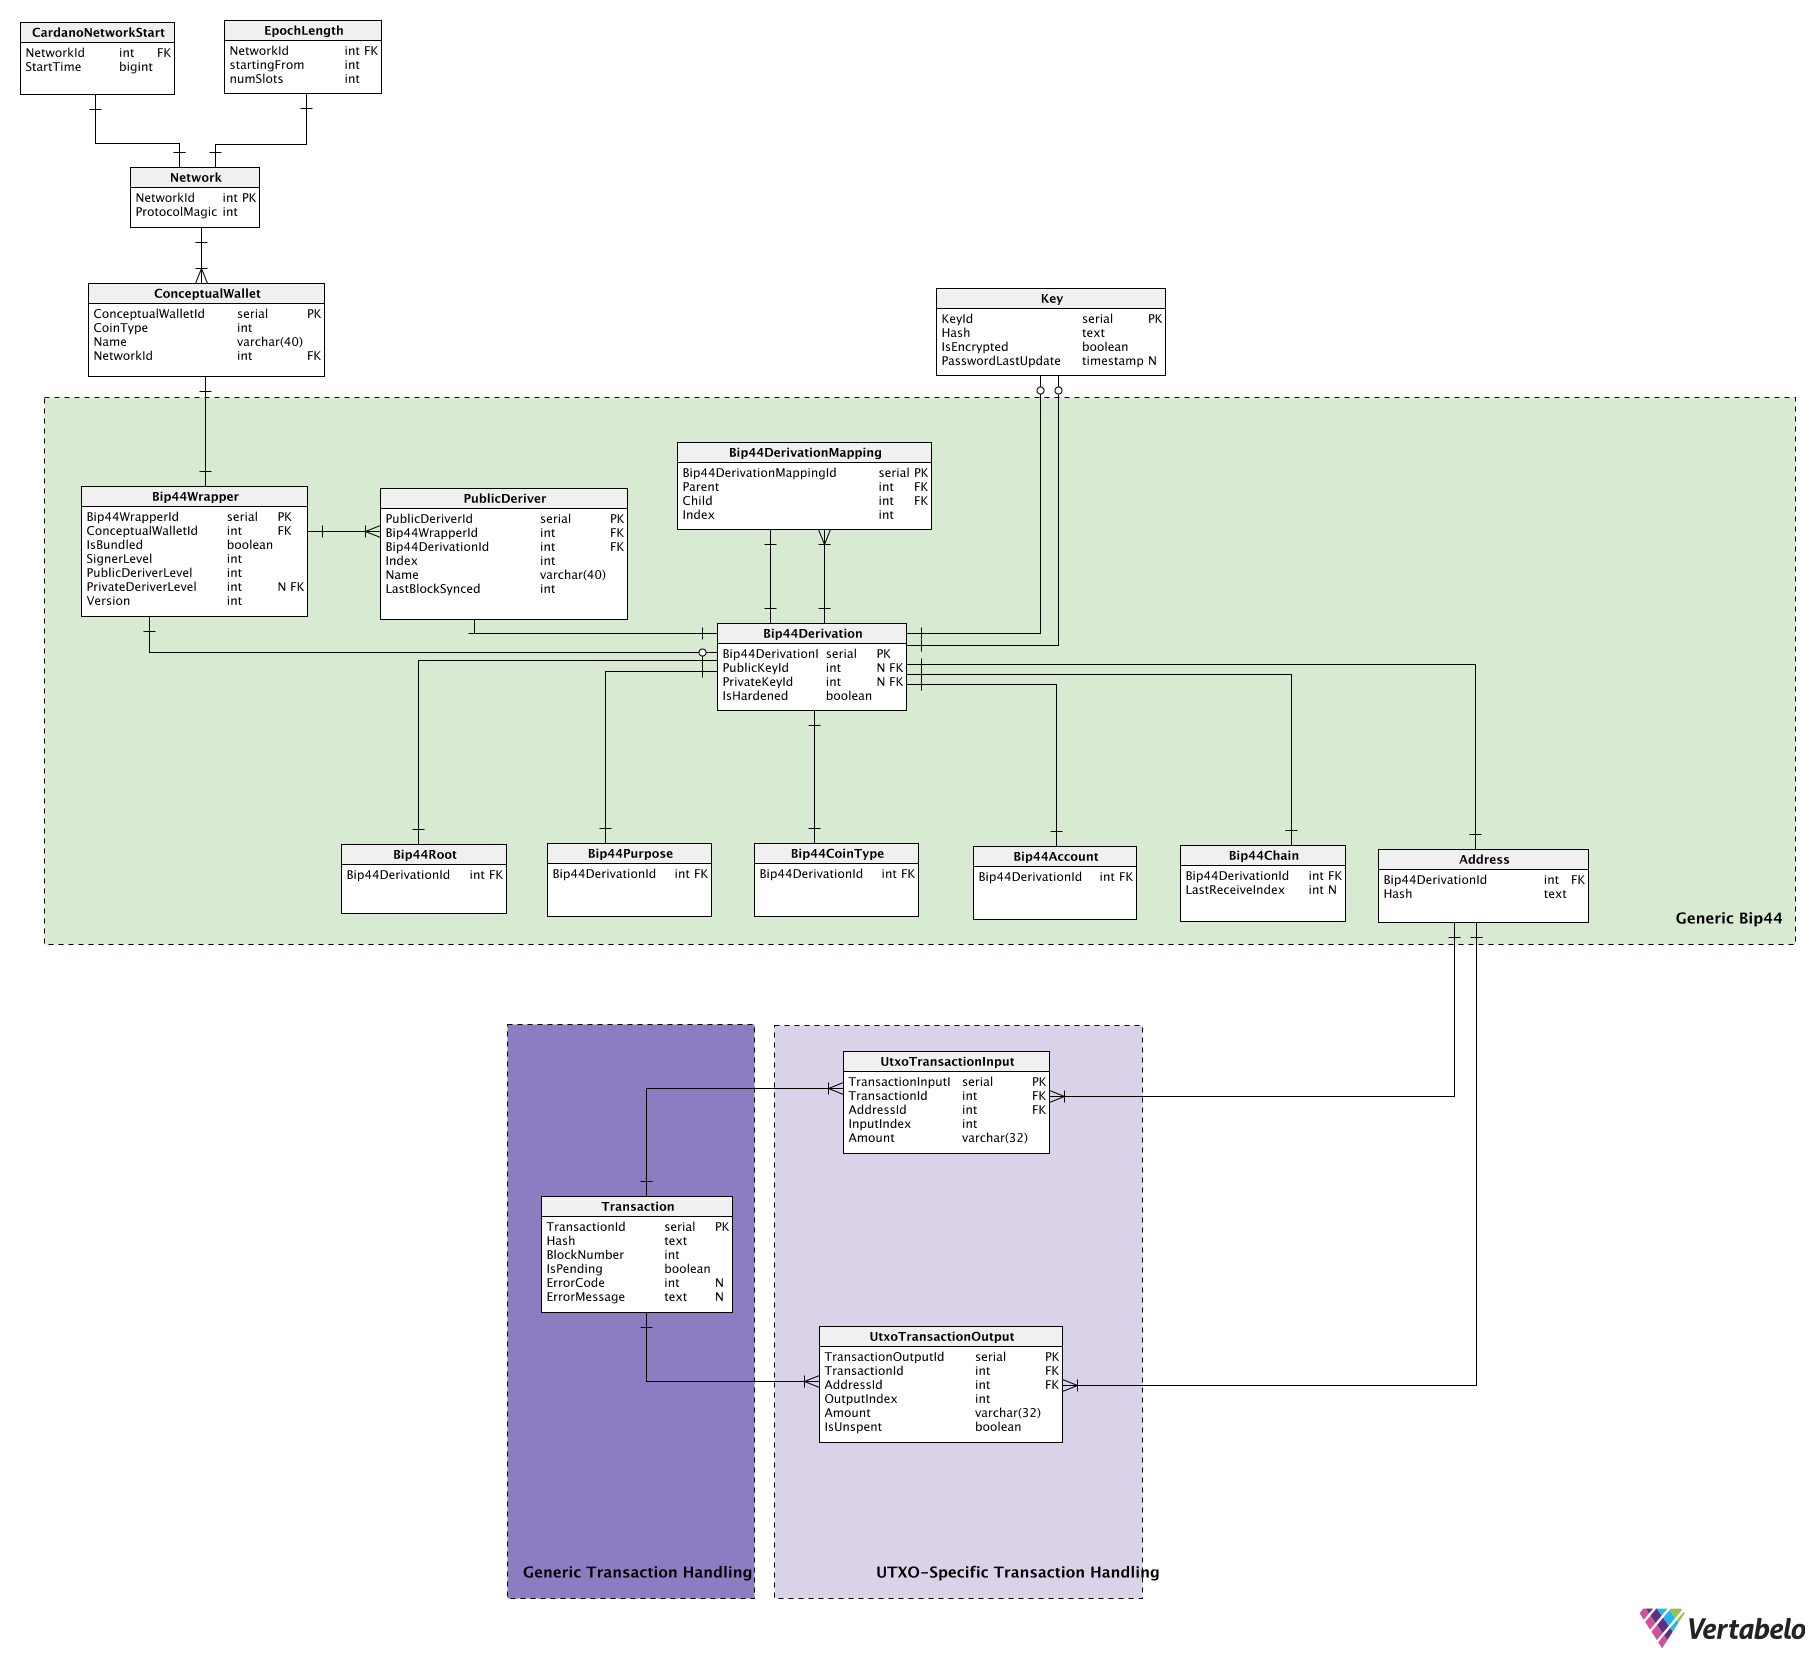 CardanoNetworkStart
NetworkId int FK
StartTime bigint
EpochLength
NetworkId int FK
startingFrom int
numSlots int
Network
NetworkId int PK
ProtocolMagic int
ConceptualWallet
ConceptualWalletId serial PK
CoinType int
Name varchar(40)
NetworkId int FK
Key
KeyId serial PK
Hash text
IsEncrypted boolean
PasswordLastUpdate timestamp N
Bip44DerivationMapping
Bip44DerivationMappingId serial PK
Parent int FK
Child int FK
Index int
Bip44Wrapper
Bip44WrapperId serial PK
ConceptualWalletId int FK
IsBundled boolean
SignerLevel int
PublicDeriverLevel int
PrivateDeriverLevel int N FK
Version int
PublicDeriver
PublicDeriverId serial PK
Bip44WrapperId int FK
Bip44DerivationId int FK
Index int
Name varchar(40)
LastBlockSynced int
Bip44Derivation
Bip44DerivationI serial PK
PublicKeyId int N FK
PrivateKeyId int N FK
IsHardened boolean
Bip44Root
Bip44DerivationId int FK
Bip44Purpose
Bip44DerivationId int FK
Bip44CoinType
Bip44DerivationId int FK
Bip44Account
Bip44DerivationId int FK
Bip44Chain
Bip44DerivationId int FK
LastReceiveIndex int N
Address
Bip44DerivationId int FK
Hash text
Generic Bip44
UtxoTransactionInput
TransactionInputI serial PK
TransactionId int FK
AddressId int FK
InputIndex int
Amount varchar(32)
Transaction
TransactionId serial PK
Hash text
BlockNumber int
IsPending boolean
ErrorCode int N
ErrorMessage text N
UtxoTransactionOutput
TransactionOutputId serial PK
TransactionId int FK
AddressId int FK
OutputIndex int
Amount varchar(32)
IsUnspent boolean
Generic Transaction Handling
UTXO-Specific Transaction Handling
Vertabelo